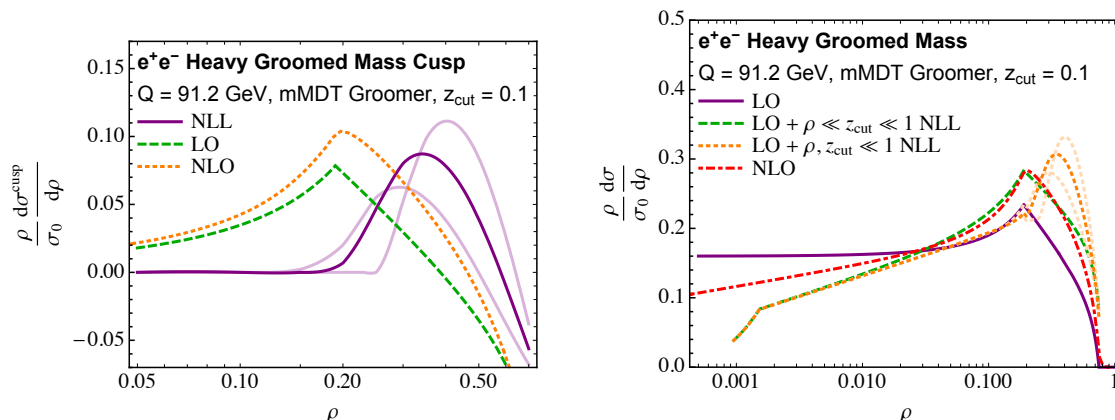 e⁺e⁻ Heavy Groomed Mass Cusp
Q = 91.2 GeV, mMDT Groomer, z_cut = 0.1
NLL
LO
NLO
0.15
0.10
0.05
0.00
-0.05
ρ/σ₀ dσ^cusp/dρ
0.05 0.10 0.20 0.50
ρ
e⁺e⁻ Heavy Groomed Mass
Q = 91.2 GeV, mMDT Groomer, z_cut = 0.1
LO
LO + ρ ≪ z_cut ≪ 1 NLL
LO + ρ, z_cut ≪ 1 NLL
NLO
0.5
0.4
0.3
0.2
0.1
0.0
ρ/σ₀ dσ/dρ
0.001 0.010 0.100 1
ρ